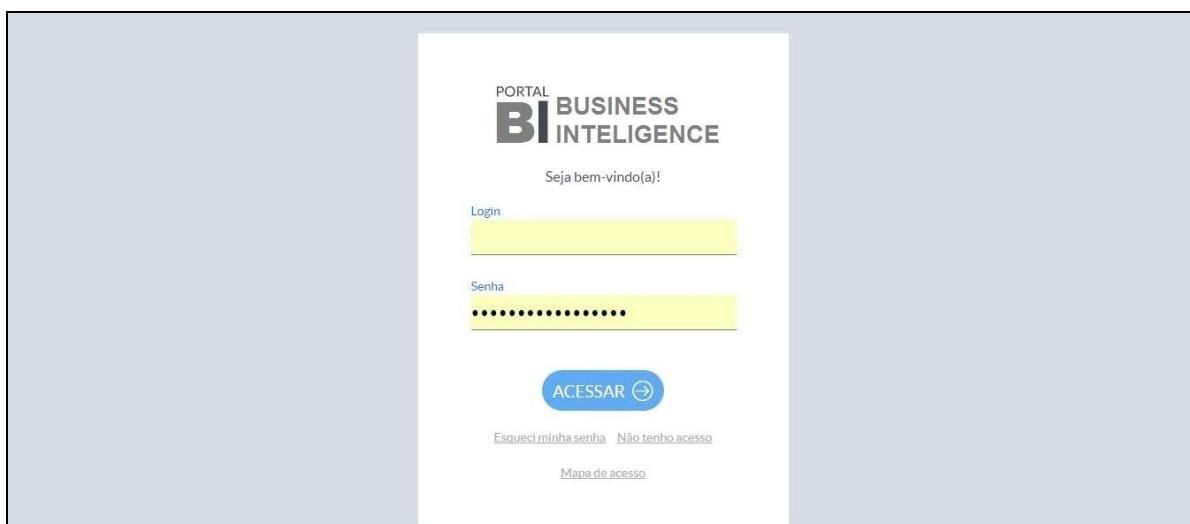 PORTAL
BI BUSINESS
INTELIGENCE
Seja bem-vindo(a)!
Login
Senha
•••••••••••••••••
ACESSAR
Esqueci minha senha Não tenho acesso
Mapa de acesso